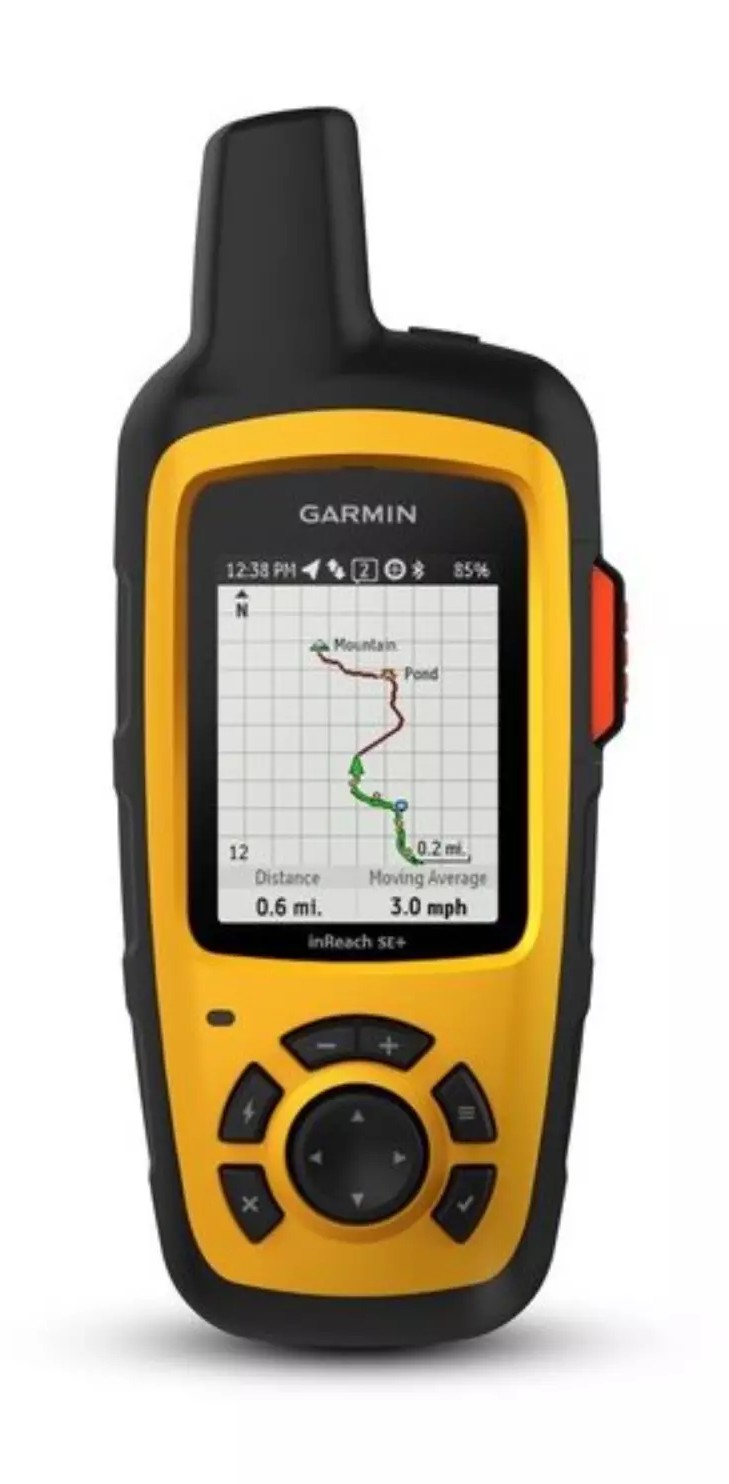 GARMIN
12:38 PM 2 85%
N
Mountain
Pond
12 0.2 mi.
Distance Moving Average
0.6 mi. 3.0 mph
inReach SE+